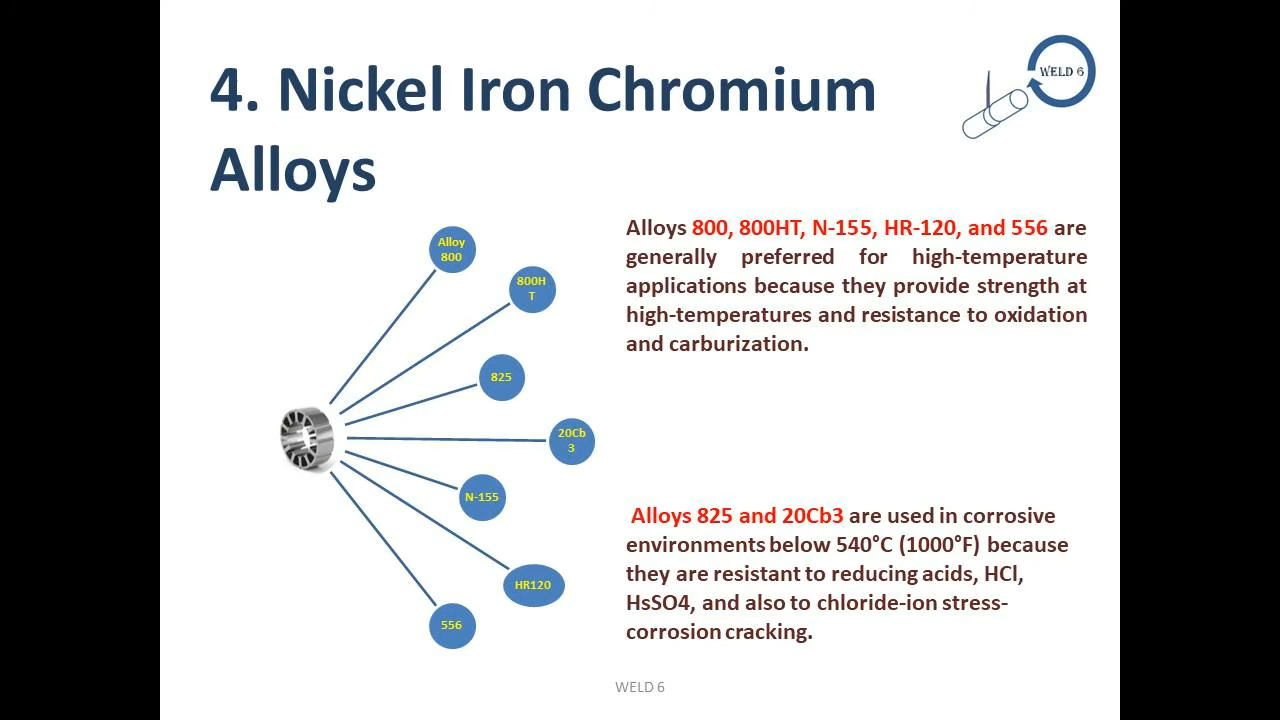 4. Nickel Iron Chromium
Alloys
WELD 6
Alloy
800
800H
T
825
20Cb
3
N-155
HR120
556
Alloys 800, 800HT, N-155, HR-120, and 556 are
generally preferred for high-temperature
applications because they provide strength at
high-temperatures and resistance to oxidation
and carburization.
Alloys 825 and 20Cb3 are used in corrosive
environments below 540°C (1000°F) because
they are resistant to reducing acids, HCl,
HsSO4, and also to chloride-ion stress-
corrosion cracking.
WELD 6